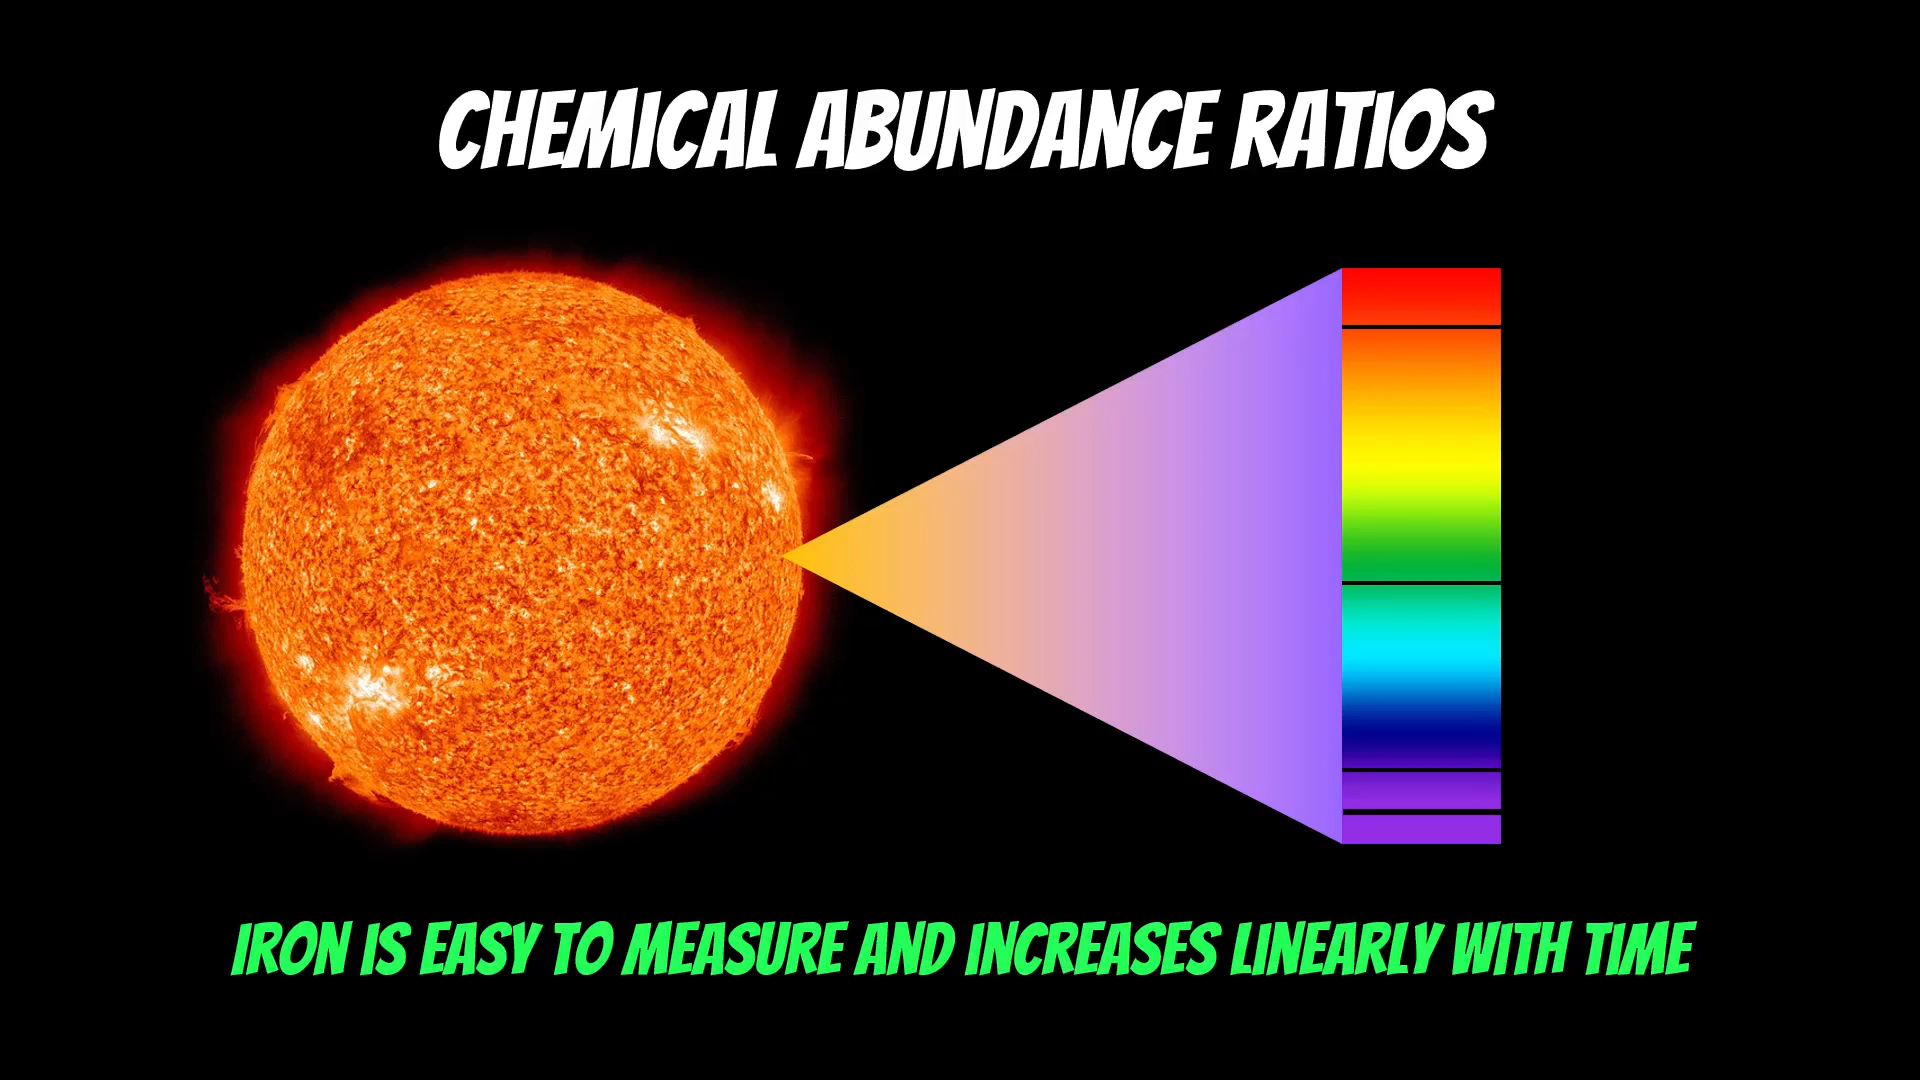 CHEMICAL ABUNDANCE RATIOS
IRON IS EASY TO MEASURE AND INCREASES LINEARLY WITH TIME